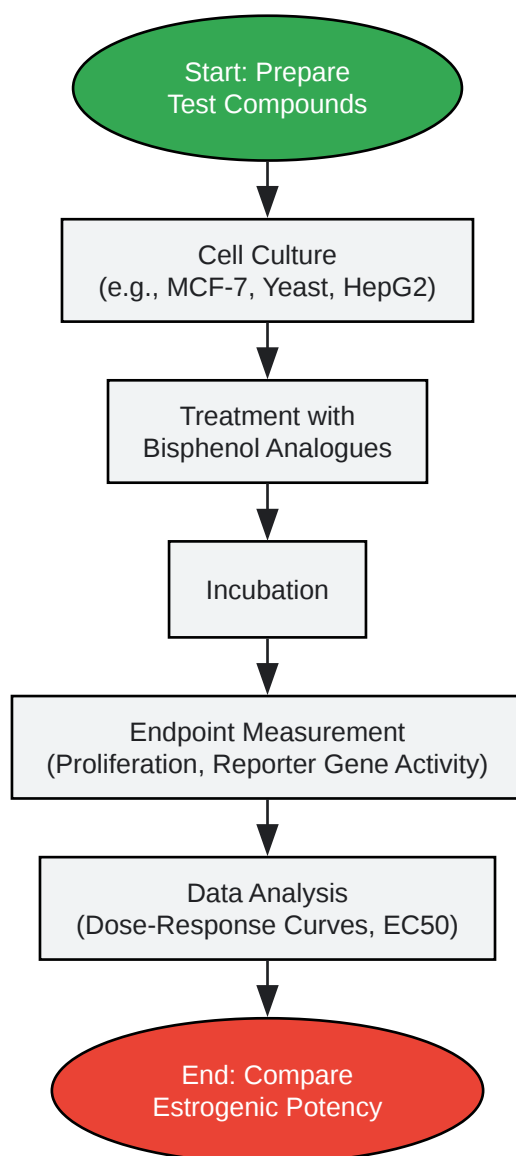 Start: Prepare
Test Compounds
Cell Culture
(e.g., MCF-7, Yeast, HepG2)
Treatment with
Bisphenol Analogues
Incubation
Endpoint Measurement
(Proliferation, Reporter Gene Activity)
Data Analysis
(Dose-Response Curves, EC50)
End: Compare
Estrogenic Potency